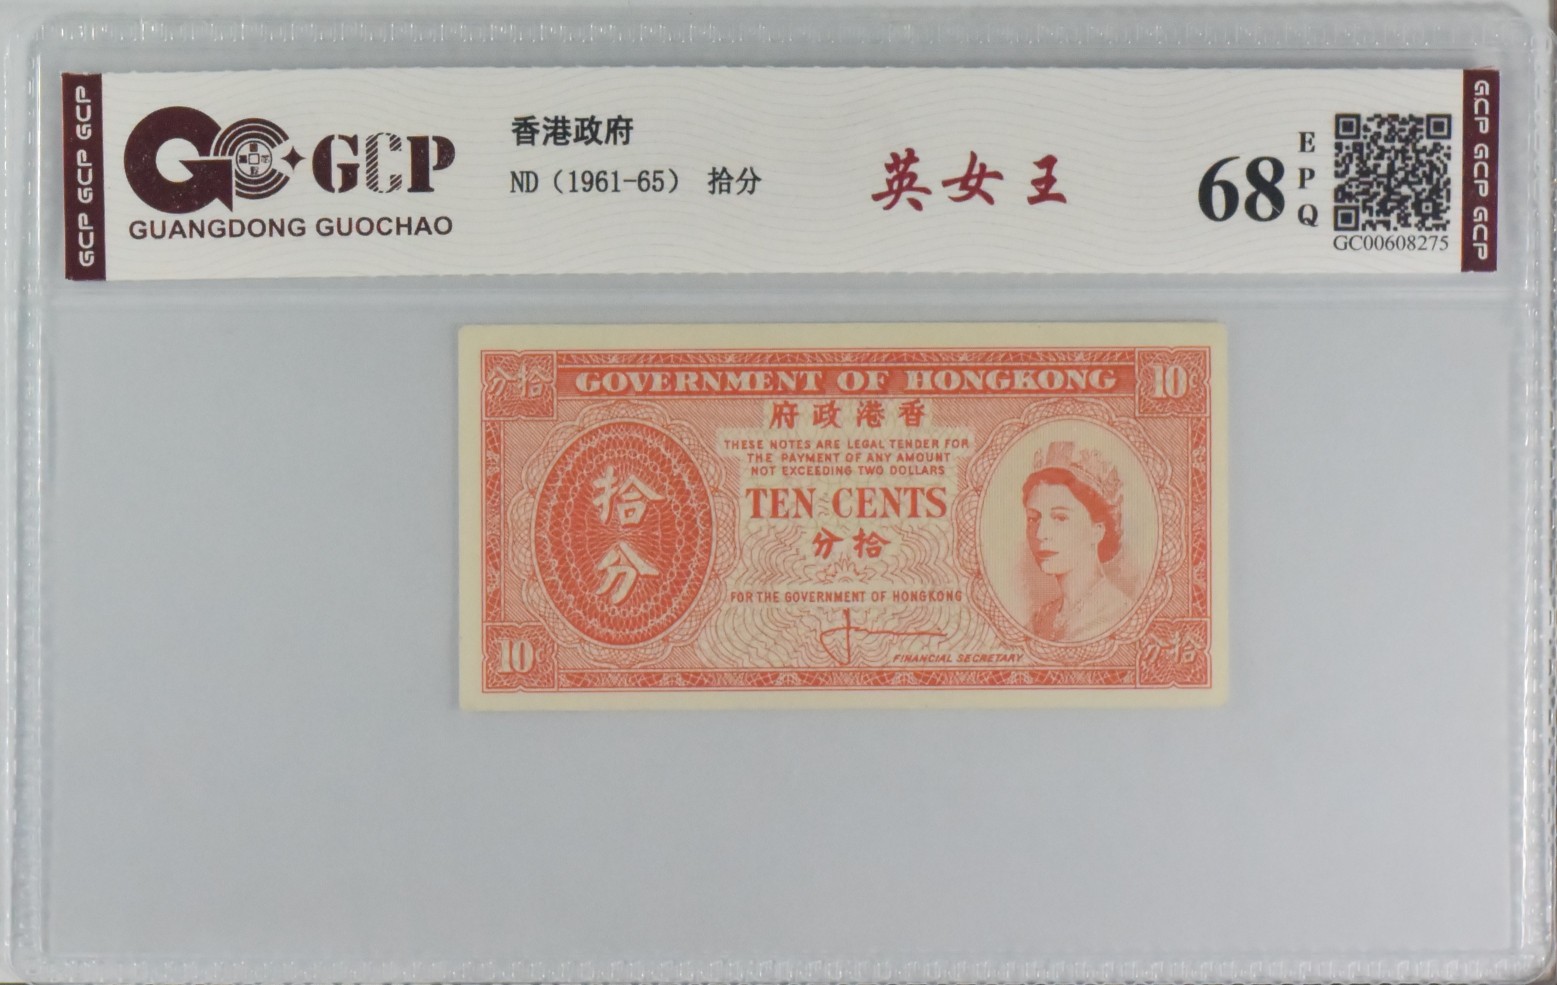 GCP GCP GCP
GCP
GUANGDONG GUOCHAO
香港政府
ND（1961-65） 拾分
英女王
68
EPQ
GC00608275
GCP GCP GCP
分拾
GOVERNMENT OF HONGKONG
10¢
府政港香
THESE NOTES ARE LEGAL TENDER FOR
THE PAYMENT OF ANY AMOUNT
NOT EXCEEDING TWO DOLLARS
拾分
TEN CENTS
分拾
FOR THE GOVERNMENT OF HONGKONG
FINANCIAL SECRETARY
10¢
分拾